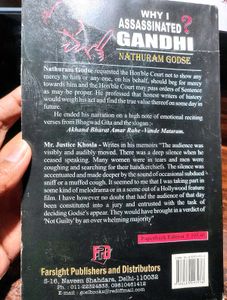 WHY I
ASSASSINATED
GANDHI
NATHURAM GODSE
Nathuram Godse requested the Hon'ble Court not to show any
mercy to him or any one, on his behalf, should beg for mercy
towards him and the Hon'ble Court may pass orders of Sentence
as may be proper. He professed that honest writers of history
would weigh his act and find the true value thereof on some day in
future.
He ended his narration on a high note of emotional reciting
verses from Bhagwad Gita and the slogan :-
Akhand Bharat Amar Rahe - Vande Mataram.
Mr. Justice Khosla - Writes in his memoirs "The audience was
visibly and audibly moved. There was a deep silence when he
ceased speaking. Many women were in tears and men were
coughing and searching for their handkerchiefs. The silence was
accentuated and made deeper by the sound of occasional subdued
sniff or a muffled cough. It seemed to me that I was taking part in
some kind of melodrama or in a scene out of a Hollywood feature
film. I have however no doubt that had the audience of that day
been constituted into a jury and entrusted with the task of
deciding Godse's appeal. They would have brought in a verdict of
'Not Guilty' by an over whelming majority"
Paperback Edition
Farsight Publishers and Distributors
S-16, Naveen Shahdara, Delhi-110032
E-mail : goelbooks@rediffmail.com